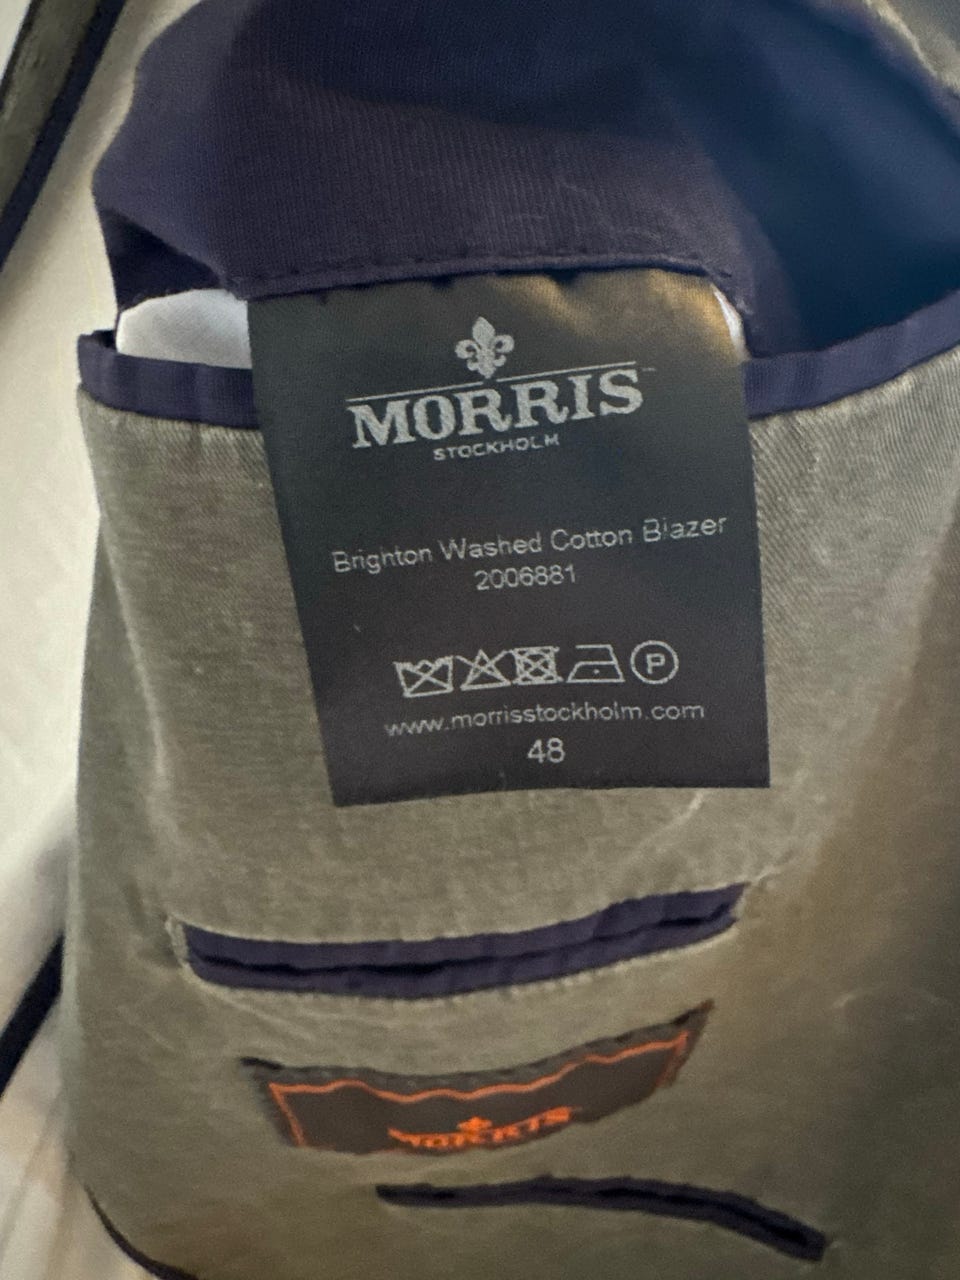 MORRIS
STOCKHOLM
Brighton Washed Cotton Blazer
2006881
P
www.morrisstockholm.com
48
MORRIS